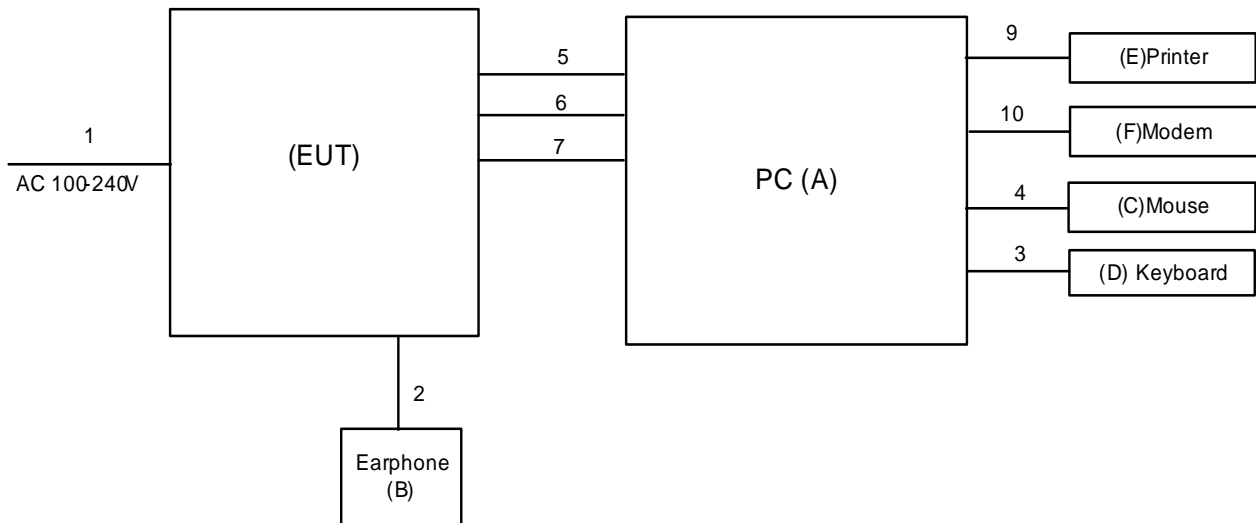 1
AC 100-240V
(EUT)
2
Earphone
(B)
5
6
7
PC (A)
9
(E)Printer
10
(F)Modem
4
(C)Mouse
3
(D) Keyboard